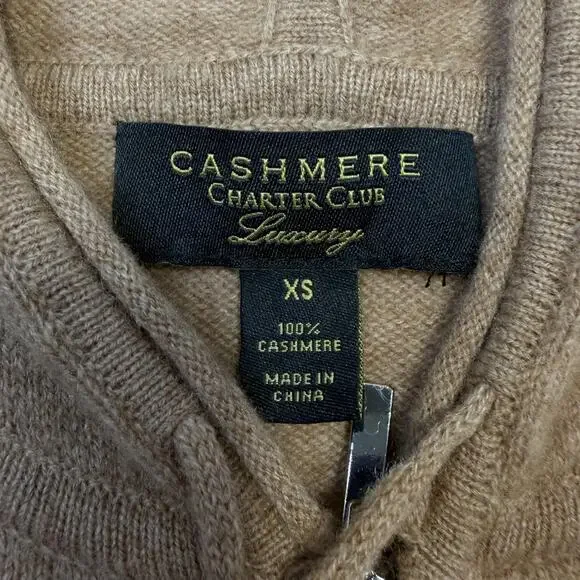 CASHMERE
CHARTER CLUB
Luxury
XS
100%
CASHMERE
MADE IN
CHINA